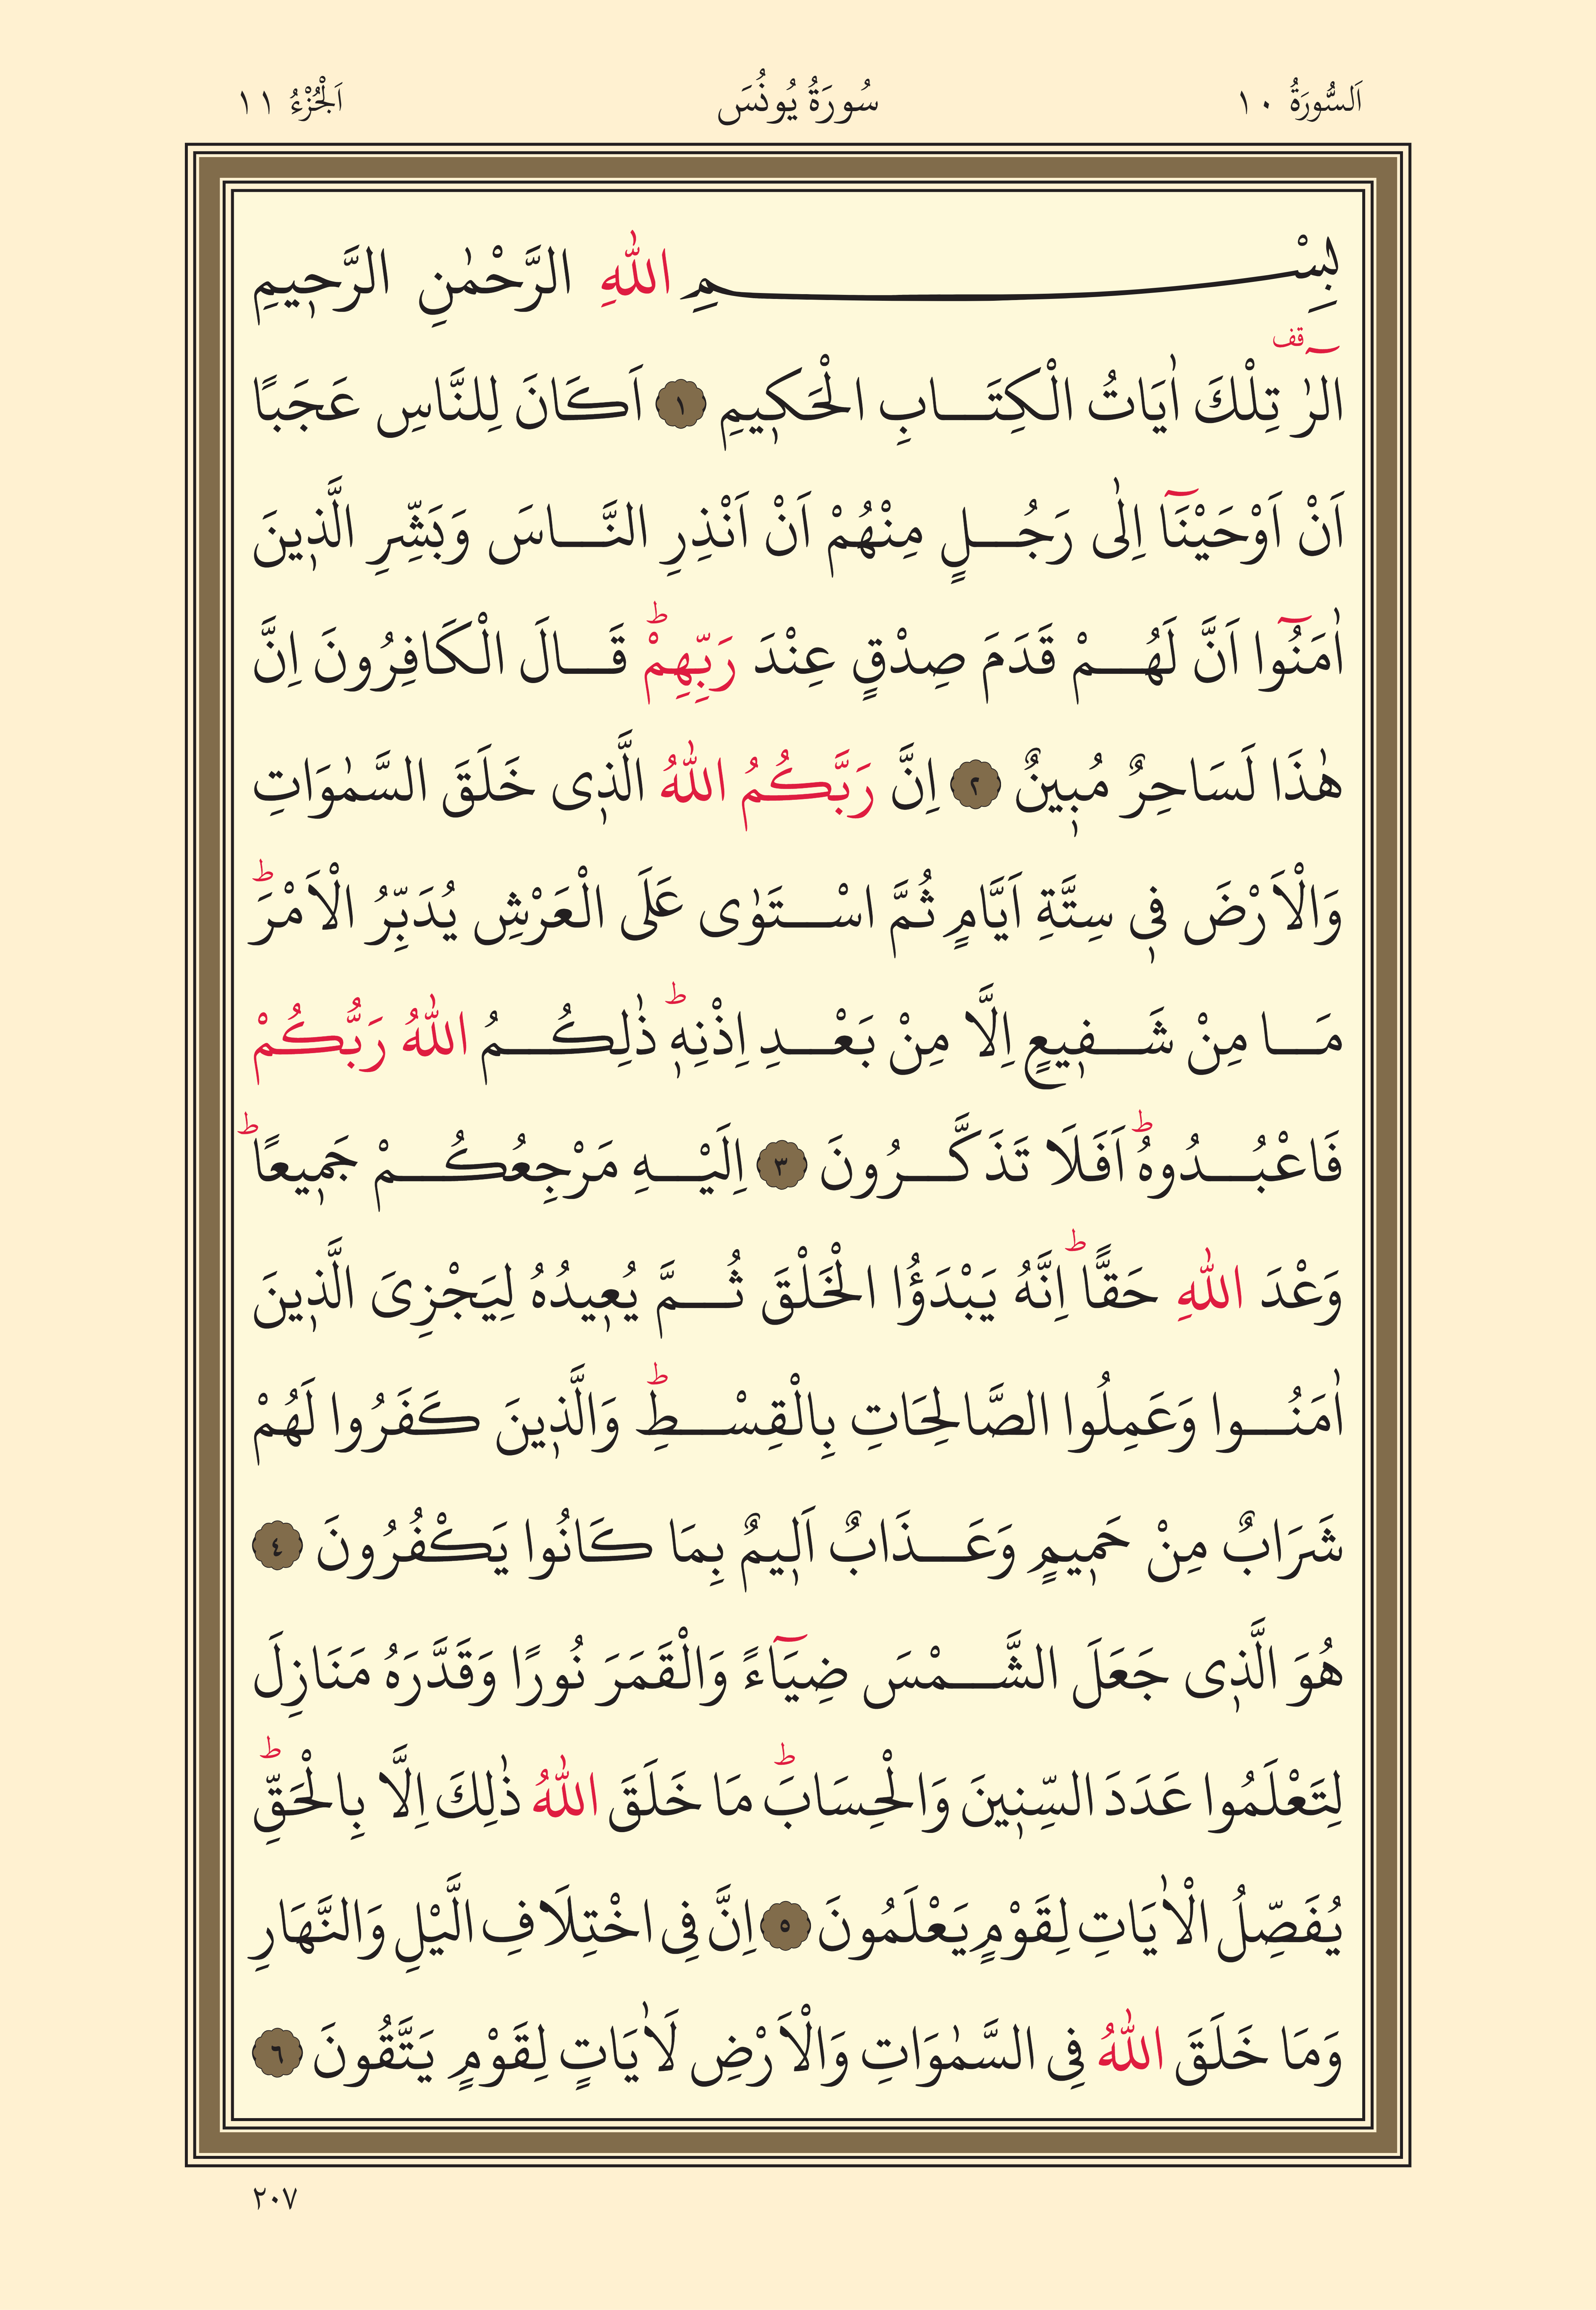 اَلسُّورَةُ ١٠ سُورَةُ يُونُسَ اَلْجُزْءُ ١١
بِسْمِ اللّٰهِ الرَّحْمٰنِ الرَّح۪يمِ
الٓرٰ قف تِلْكَ اٰيَاتُ الْكِتَابِ الْحَك۪يمِ ١ اَكَانَ لِلنَّاسِ عَجَبًا
اَنْ اَوْحَيْنَٓا اِلٰى رَجُلٍ مِنْهُمْ اَنْ اَنْذِرِ النَّاسَ وَبَشِّرِ الَّذ۪ينَ
اٰمَنُٓوا اَنَّ لَهُمْ قَدَمَ صِدْقٍ عِنْدَ رَبِّهِمْۜ قَالَ الْكَافِرُونَ اِنَّ
هٰذَا لَسَاحِرٌ مُب۪ينٌ ٢ اِنَّ رَبَّكُمُ اللّٰهُ الَّذ۪ى خَلَقَ السَّمٰوَاتِ
وَالْاَرْضَ ف۪ى سِتَّةِ اَيَّامٍ ثُمَّ اسْتَوٰى عَلَى الْعَرْشِ يُدَبِّرُ الْاَمْرَۜ
مَا مِنْ شَف۪يعٍ اِلَّا مِنْ بَعْدِ اِذْنِه۪ۜ ذٰلِكُمُ اللّٰهُ رَبُّكُمْ
فَاعْبُدُوهُۜ اَفَلَا تَذَكَّرُونَ ٣ اِلَيْهِ مَرْجِعُكُمْ جَم۪يعًاۜ
وَعْدَ اللّٰهِ حَقًّاۜ اِنَّهُ يَبْدَؤُا الْخَلْقَ ثُمَّ يُع۪يدُهُ لِيَجْزِىَ الَّذ۪ينَ
اٰمَنُوا وَعَمِلُوا الصَّالِحَاتِ بِالْقِسْطِۜ وَالَّذ۪ينَ كَفَرُوا لَهُمْ
شَرَابٌ مِنْ حَم۪يمٍ وَعَذَابٌ اَل۪يمٌ بِمَا كَانُوا يَكْفُرُونَ ٤
هُوَ الَّذ۪ى جَعَلَ الشَّمْسَ ضِيَٓاءً وَالْقَمَرَ نُورًا وَقَدَّرَهُ مَنَازِلَ
لِتَعْلَمُوا عَدَدَ السِّن۪ينَ وَالْحِسَابَۜ مَا خَلَقَ اللّٰهُ ذٰلِكَ اِلَّا بِالْحَقِّۜ
يُفَصِّلُ الْاٰيَاتِ لِقَوْمٍ يَعْلَمُونَ ٥ اِنَّ فِى اخْتِلَافِ الَّيْلِ وَالنَّهَارِ
وَمَا خَلَقَ اللّٰهُ فِى السَّمٰوَاتِ وَالْاَرْضِ لَاٰيَاتٍ لِقَوْمٍ يَتَّقُونَ ٦
٢٠٧